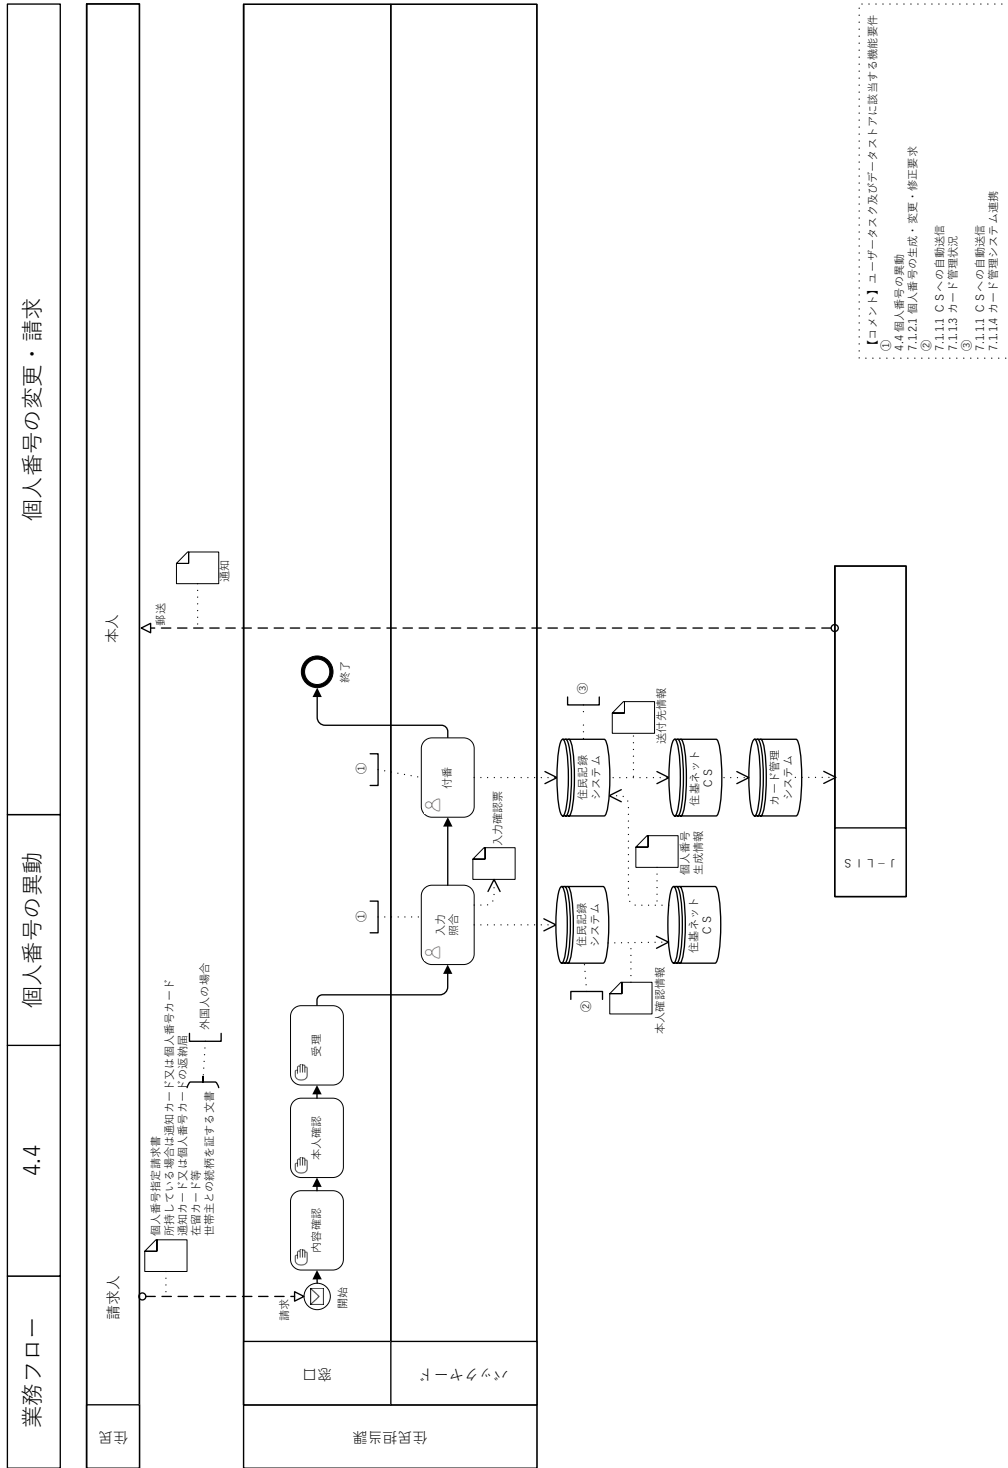 業務フロー
4.4
個人番号の異動
個人番号の変更・請求
住民
請求人
本人
個人番号指定請求書
所持している場合は通知カード又は個人番号カード
通知カード又は個人番号カードの返納届
在留カード等
世帯主との続柄を証する文書
外国人の場合
郵送
通知
住民担当課
窓口
バックヤード
請求
開始
内容確認
本人確認
受理
終了
①
入力
照合
入力確認票
①
付番
住民記録
システム
②
本人確認情報
住基ネット
CS
個人番号
生成情報
住民記録
システム
③
送付先情報
住基ネット
CS
カード管理
システム
J-LIS
【コメント】ユーザータスク及びデータストアに該当する機能要件
①
4.4 個人番号の異動
7.1.2.1 個人番号の生成・変更・修正要求
②
7.1.1.1 CSへの自動送信
7.1.1.3 カード管理状況
③
7.1.1.1 CSへの自動送信
7.1.1.4 カード管理システム連携